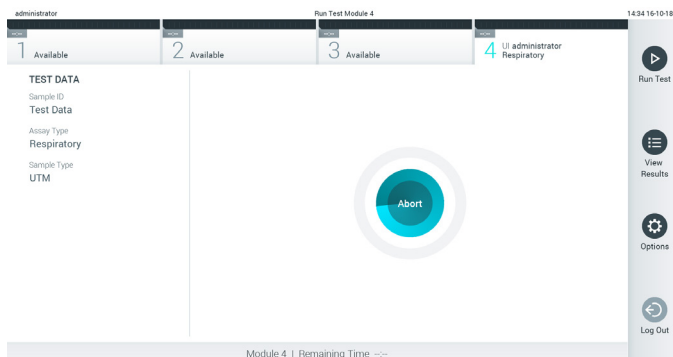 administrator
Run Test Module 4
14:34 16-10-18
--:--
1 Available
--:--
2 Available
--:--
3 Available
--:--
4 UI administrator
Respiratory
TEST DATA
Sample ID
Test Data
Assay Type
Respiratory
Sample Type
UTM
Abort
Run Test
View
Results
Options
Log Out
Module 4 | Remaining Time --:--